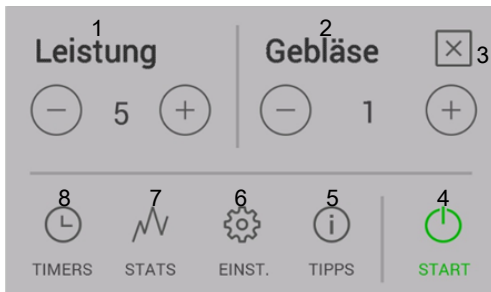 1 2
Leistung Gebläse 3
5 1
8 7 6 5 4
TIMERS STATS EINST. TIPPS START